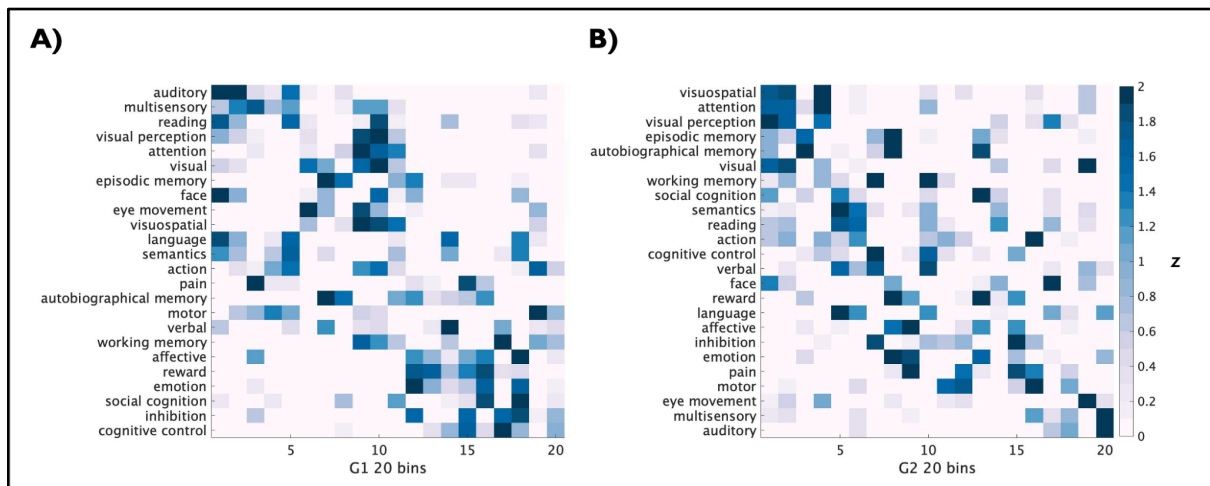 A)
auditory
multisensory
reading
visual perception
attention
visual
episodic memory
face
eye movement
visuospatial
language
semantics
action
pain
autobiographical memory
motor
verbal
working memory
affective
reward
emotion
social cognition
inhibition
cognitive control
5 10 15 20
G1 20 bins
B)
visuospatial
attention
visual perception
episodic memory
autobiographical memory
visual
working memory
social cognition
semantics
reading
action
cognitive control
verbal
face
reward
language
affective
inhibition
emotion
pain
motor
eye movement
multisensory
auditory
5 10 15 20
G2 20 bins
2
1.8
1.6
1.4
1.2
1
0.8
0.6
0.4
0.2
0
z